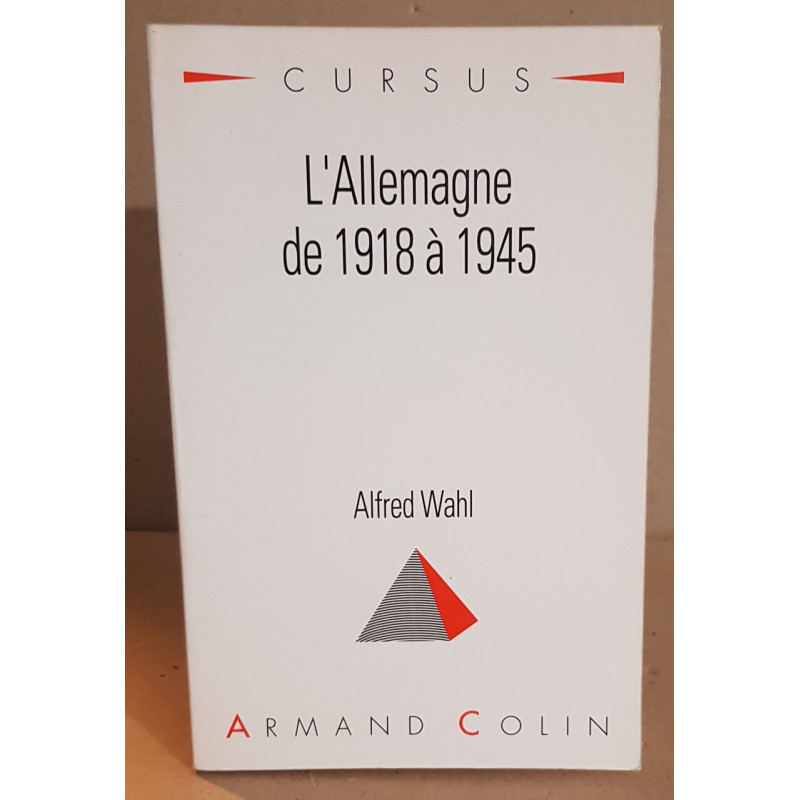 CURSUS
L'Allemagne
de 1918 à 1945
Alfred Wahl
ARMAND COLIN